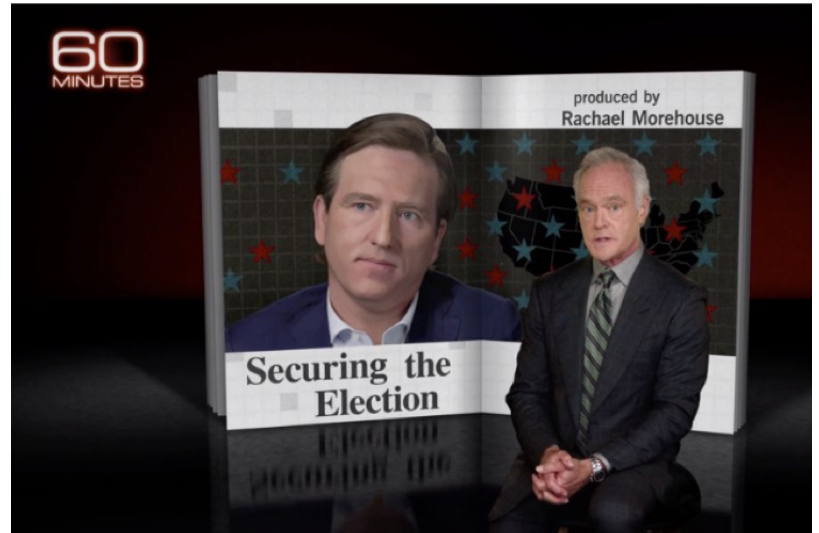 60
MINUTES
produced by
Rachael Morehouse
Securing the
Election